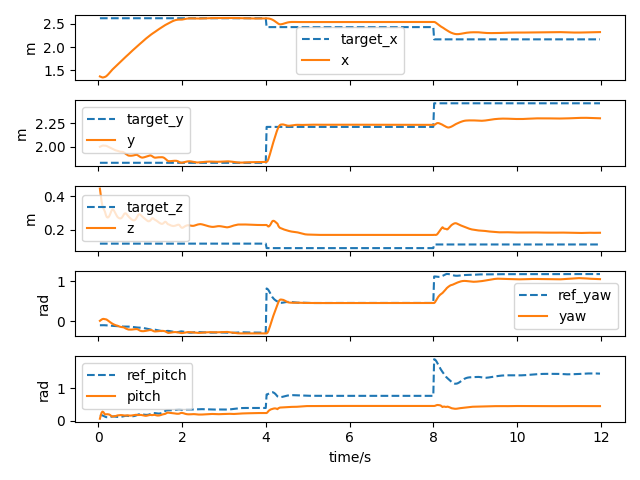 2.5
2.0
1.5
m
target_x
x
2.25
2.00
m
target_y
y
0.4
0.2
m
target_z
z
1
0
rad
ref_yaw
yaw
1
0
rad
ref_pitch
pitch
0 2 4 6 8 10 12
time/s